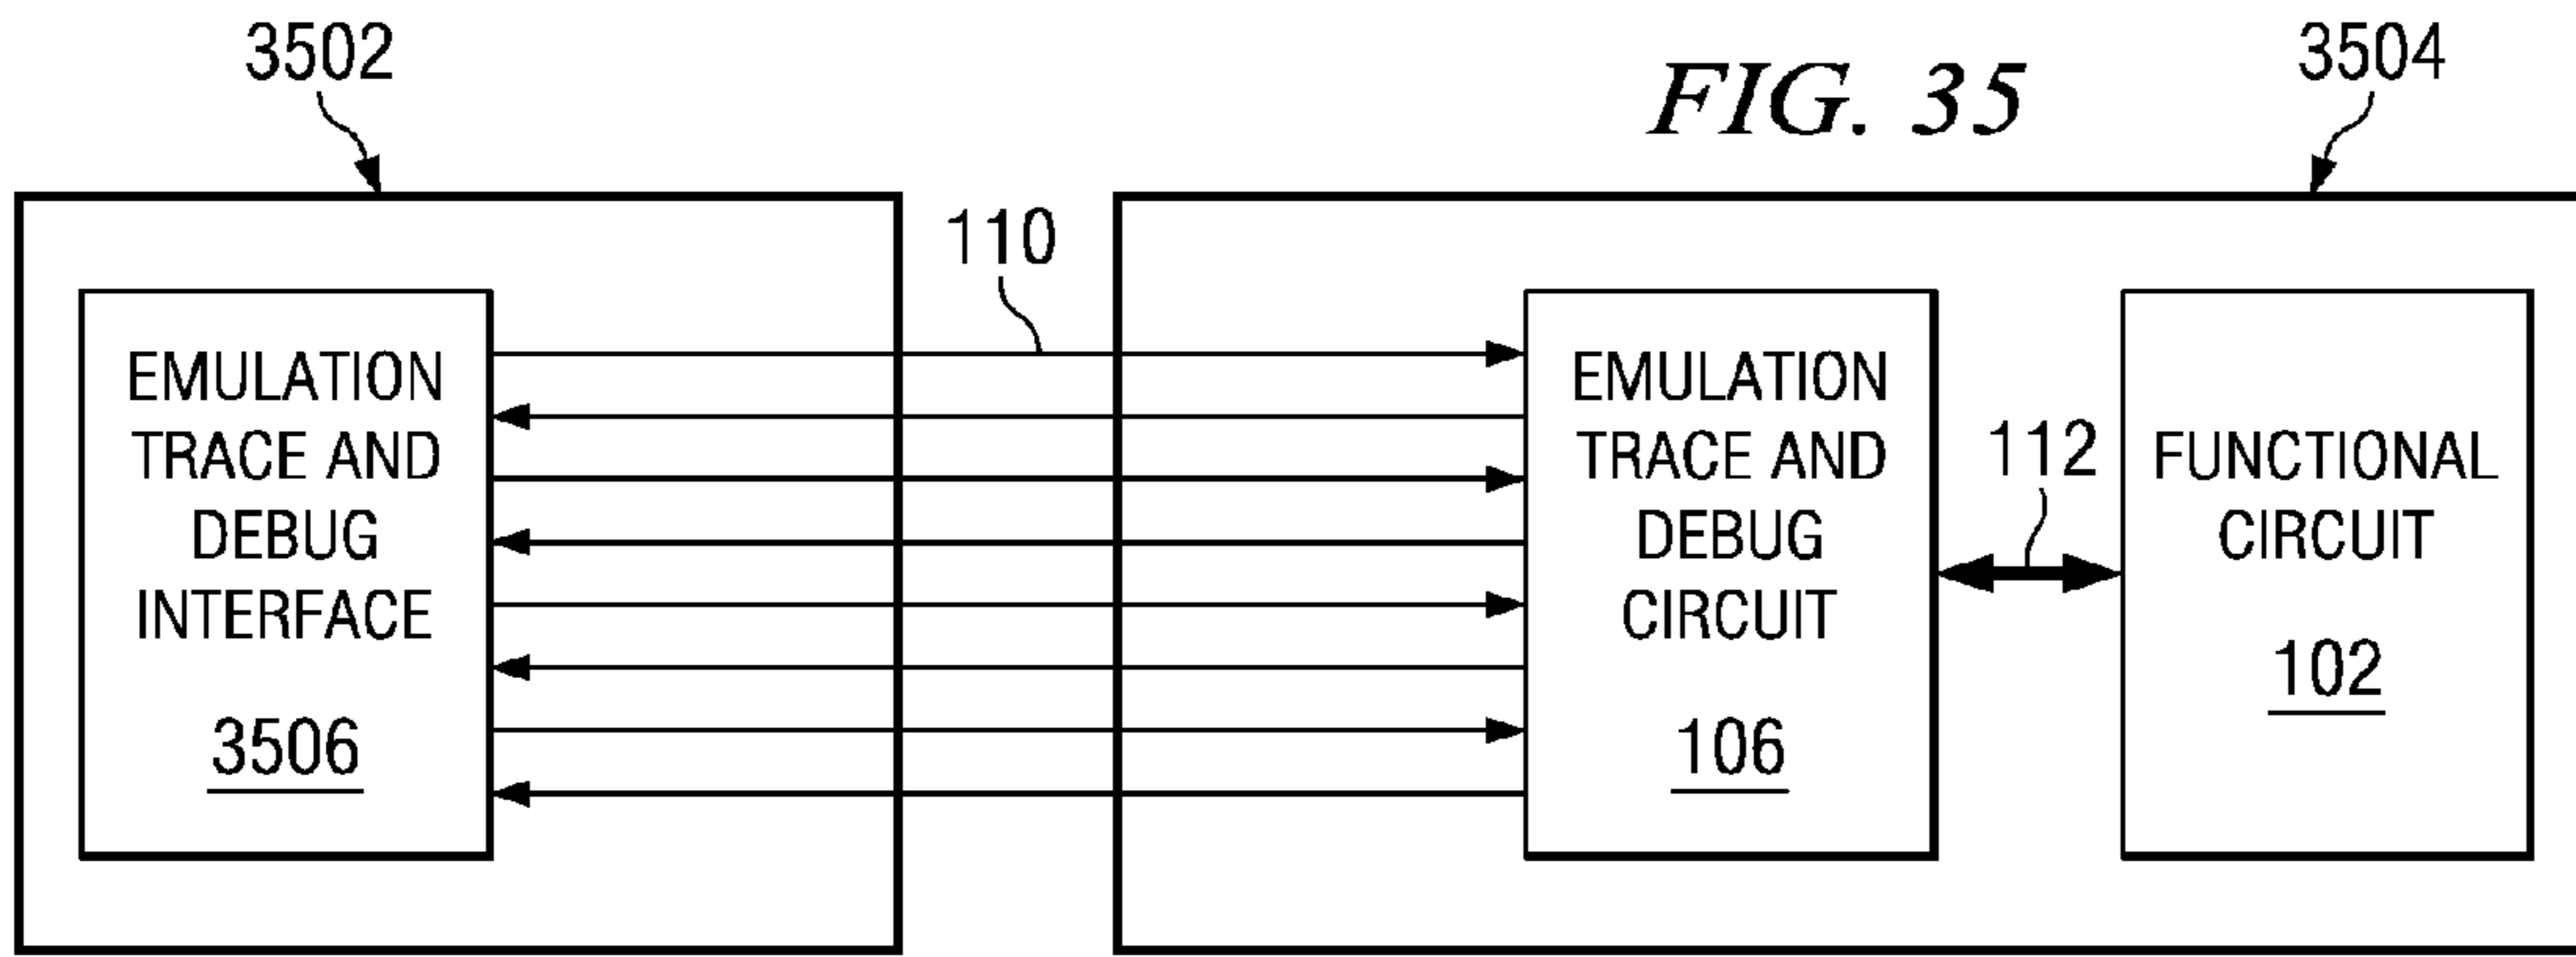 3502
FIG. 35
3504
110
EMULATION
TRACE AND
DEBUG
INTERFACE
3506
EMULATION
TRACE AND
DEBUG
CIRCUIT
106
112
FUNCTIONAL
CIRCUIT
102